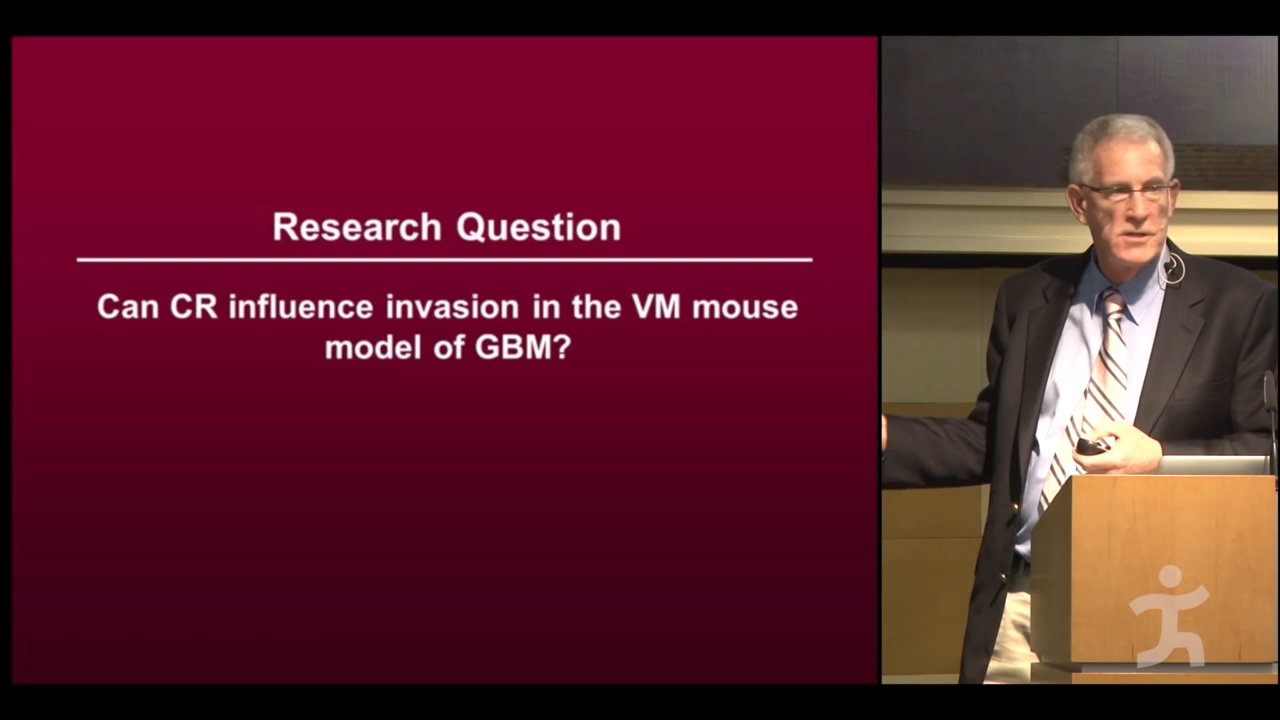 Research Question
Can CR influence invasion in the VM mouse
model of GBM?